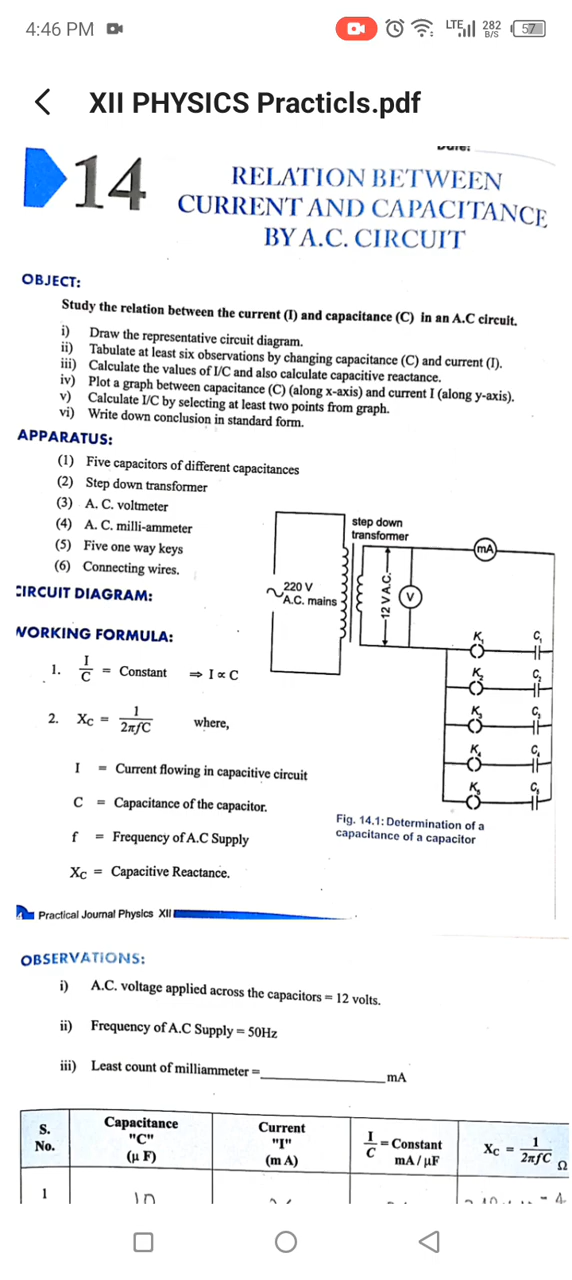 4:46 PM
LTE 282 B/S 57
XII PHYSICS Practicls.pdf
Date:
14
RELATION BETWEEN
CURRENT AND CAPACITANCE
BY A.C. CIRCUIT
OBJECT:
Study the relation between the current (I) and capacitance (C) in an A.C circuit.
i) Draw the representative circuit diagram.
ii) Tabulate at least six observations by changing capacitance (C) and current (I).
iii) Calculate the values of I/C and also calculate capacitive reactance.
iv) Plot a graph between capacitance (C) (along x-axis) and current I (along y-axis).
v) Calculate I/C by selecting at least two points from graph.
vi) Write down conclusion in standard form.
APPARATUS:
(1) Five capacitors of different capacitances
(2) Step down transformer
(3) A. C. voltmeter
(4) A. C. milli-ammeter
(5) Five one way keys
(6) Connecting wires.
CIRCUIT DIAGRAM:
step down
transformer
mA
220 V
A.C. mains
12 V A.C.
V
K₁ C₁
K₂ C₂
K₃ C₃
K₄ C₄
K₅ C₅
Fig. 14.1: Determination of a
capacitance of a capacitor
WORKING FORMULA:
1. I/C = Constant ⇒ I ∝ C
2. Xc = 1/2πfC where,
I = Current flowing in capacitive circuit
C = Capacitance of the capacitor.
f = Frequency of A.C Supply
Xc = Capacitive Reactance.
Practical Journal Physics XII
OBSERVATIONS:
i) A.C. voltage applied across the capacitors = 12 volts.
ii) Frequency of A.C Supply = 50Hz
iii) Least count of milliammeter = mA
S. No. Capacitance "C" (μ F) Current "I" (m A) I/C = Constant mA / μF Xc = 1/2πfC Ω
1 10